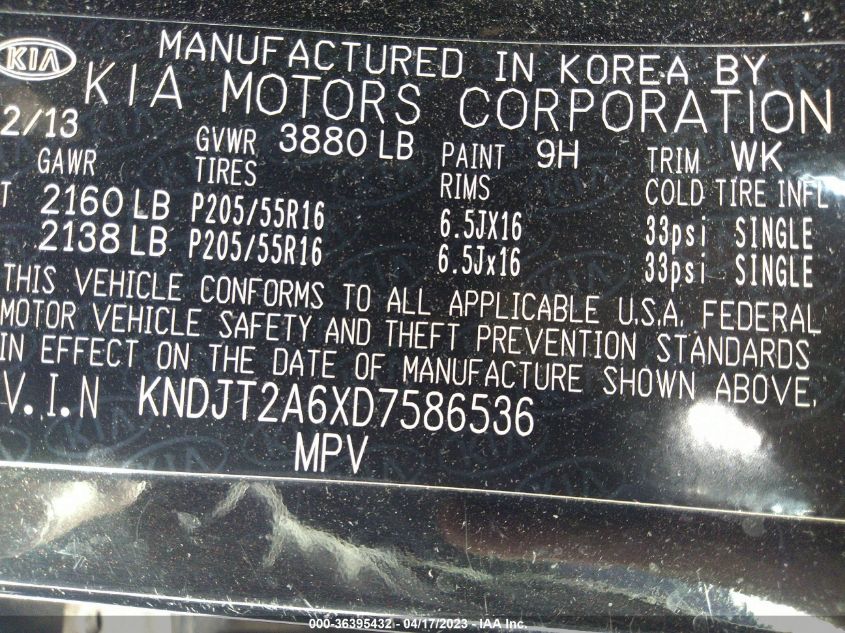 KIA
MANUFACTURED IN KOREA BY
KIA MOTORS CORPORATION
2/13 GVWR 3880 LB PAINT 9H TRIM WK
GAWR TIRES RIMS COLD TIRE INFL
T 2160 LB P205/55R16 6.5JX16 33psi SINGLE
2138 LB P205/55R16 6.5Jx16 33psi SINGLE
THIS VEHICLE CONFORMS TO ALL APPLICABLE U.S.A. FEDERAL
MOTOR VEHICLE SAFETY AND THEFT PREVENTION STANDARDS
IN EFFECT ON THE DATE OF MANUFACTURE SHOWN ABOVE.
V.I.N KNDJT2A6XD7586536
MPV
000-36395432 - 04/17/2023 - IAA Inc.